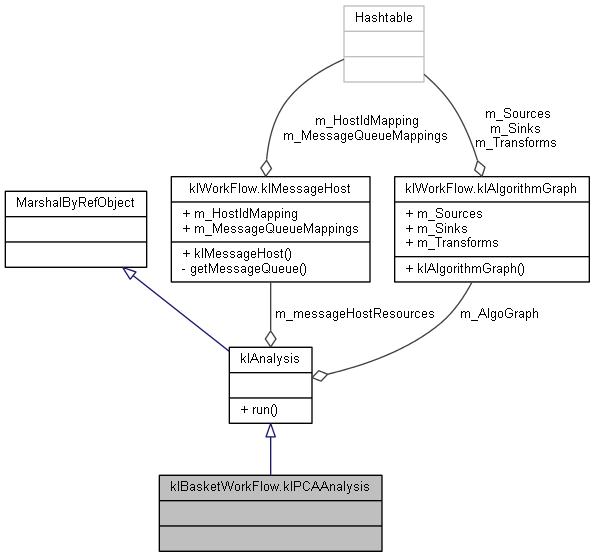 Hashtable
m_HostIdMapping
m_MessageQueueMappings
m_Sources
m_Sinks
m_Transforms
MarshalByRefObject
klWorkFlow.klMessageHost
+ m_HostIdMapping
+ m_MessageQueueMappings
+ klMessageHost()
- getMessageQueue()
klWorkFlow.klAlgorithmGraph
+ m_Sources
+ m_Sinks
+ m_Transforms
+ klAlgorithmGraph()
m_messageHostResources
m_AlgoGraph
klAnalysis
+ run()
klBasketWorkFlow.klPCAAnalysis